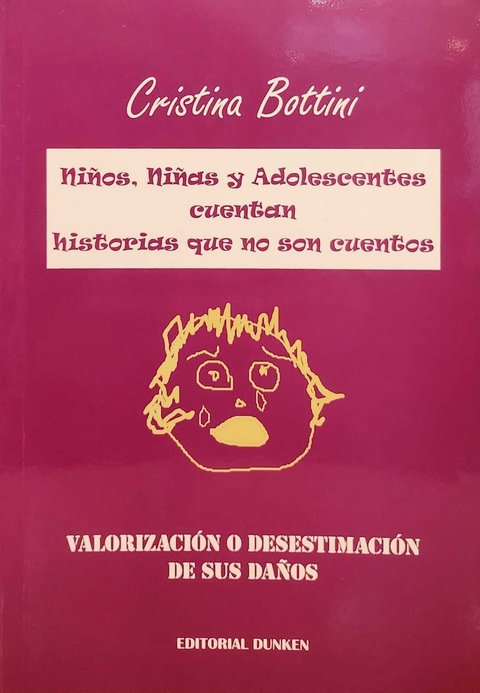 Cristina Bottini
Niños, Niñas y Adolescentes
cuentan
historias que no son cuentos
VALORIZACIÓN O DESESTIMACIÓN
DE SUS DAÑOS
EDITORIAL DUNKEN